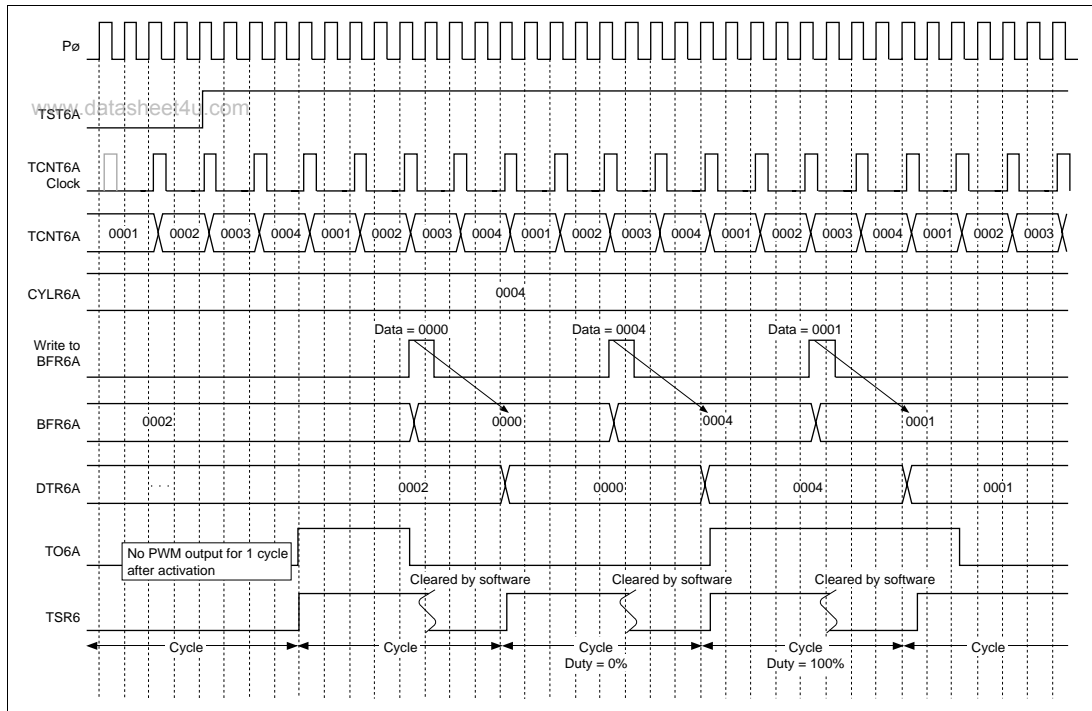 Pø
www.datasheet4u.com
TST6A
TCNT6A
Clock
TCNT6A
0001 0002 0003 0004 0001 0002 0003 0004 0001 0002 0003 0004 0001 0002 0003 0004 0001 0002 0003
CYLR6A
0004
Data = 0000 Data = 0004 Data = 0001
Write to
BFR6A
BFR6A
0002 0000 0004 0001
DTR6A
0002 0000 0004 0001
TO6A
No PWM output for 1 cycle
after activation
Cleared by software Cleared by software Cleared by software
TSR6
Cycle Cycle Cycle Cycle Cycle
Duty = 0% Duty = 100%